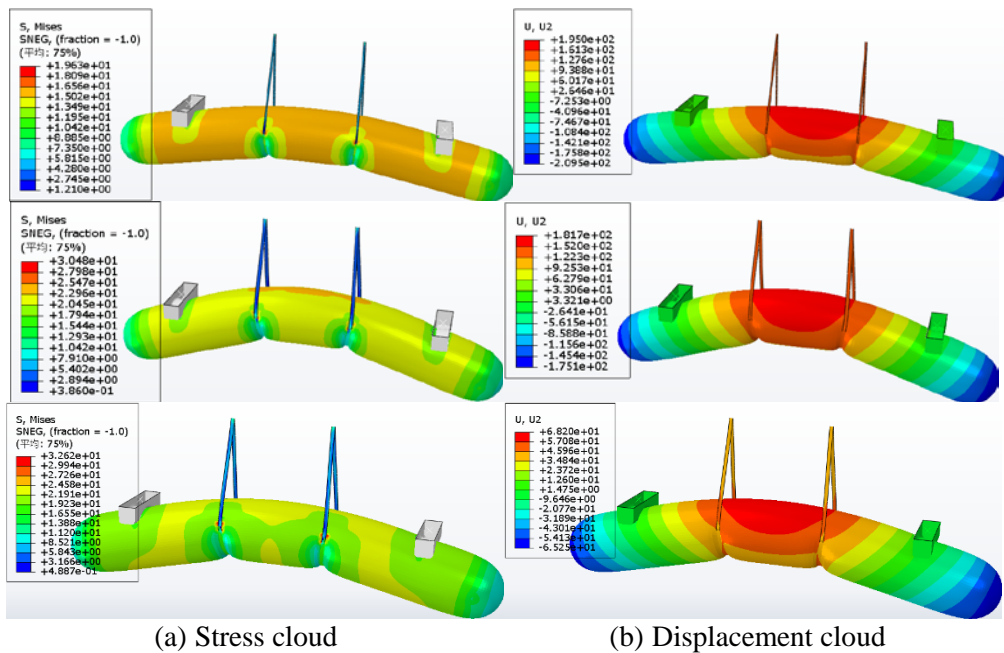 S, Mises
SNEG, (fraction = -1.0)
(平均: 75%)
+1.963e+01
+1.809e+01
+1.656e+01
+1.502e+01
+1.349e+01
+1.195e+01
+1.042e+01
+8.885e+00
+7.350e+00
+5.815e+00
+4.280e+00
+2.745e+00
+1.210e+00
U, U2
+1.950e+02
+1.613e+02
+1.276e+02
+9.388e+01
+6.017e+01
+2.646e+01
-7.253e+00
-4.096e+01
-7.467e+01
-1.084e+02
-1.421e+02
-1.758e+02
-2.095e+02
S, Mises
SNEG, (fraction = -1.0)
(平均: 75%)
+3.048e+01
+2.798e+01
+2.547e+01
+2.296e+01
+2.045e+01
+1.794e+01
+1.544e+01
+1.293e+01
+1.042e+01
+7.910e+00
+5.402e+00
+2.894e+00
+3.860e-01
U, U2
+1.817e+02
+1.520e+02
+1.223e+02
+9.253e+01
+6.279e+01
+3.306e+01
+3.321e+00
-2.641e+01
-5.615e+01
-8.588e+01
-1.156e+02
-1.454e+02
-1.751e+02
S, Mises
SNEG, (fraction = -1.0)
(平均: 75%)
+3.262e+01
+2.994e+01
+2.726e+01
+2.458e+01
+2.191e+01
+1.923e+01
+1.655e+01
+1.388e+01
+1.120e+01
+8.521e+00
+5.843e+00
+3.166e+00
+4.887e-01
U, U2
+6.820e+01
+5.708e+01
+4.596e+01
+3.484e+01
+2.372e+01
+1.260e+01
+1.475e+00
-9.646e+00
-2.077e+01
-3.189e+01
-4.301e+01
-5.413e+01
-6.525e+01
(a) Stress cloud
(b) Displacement cloud